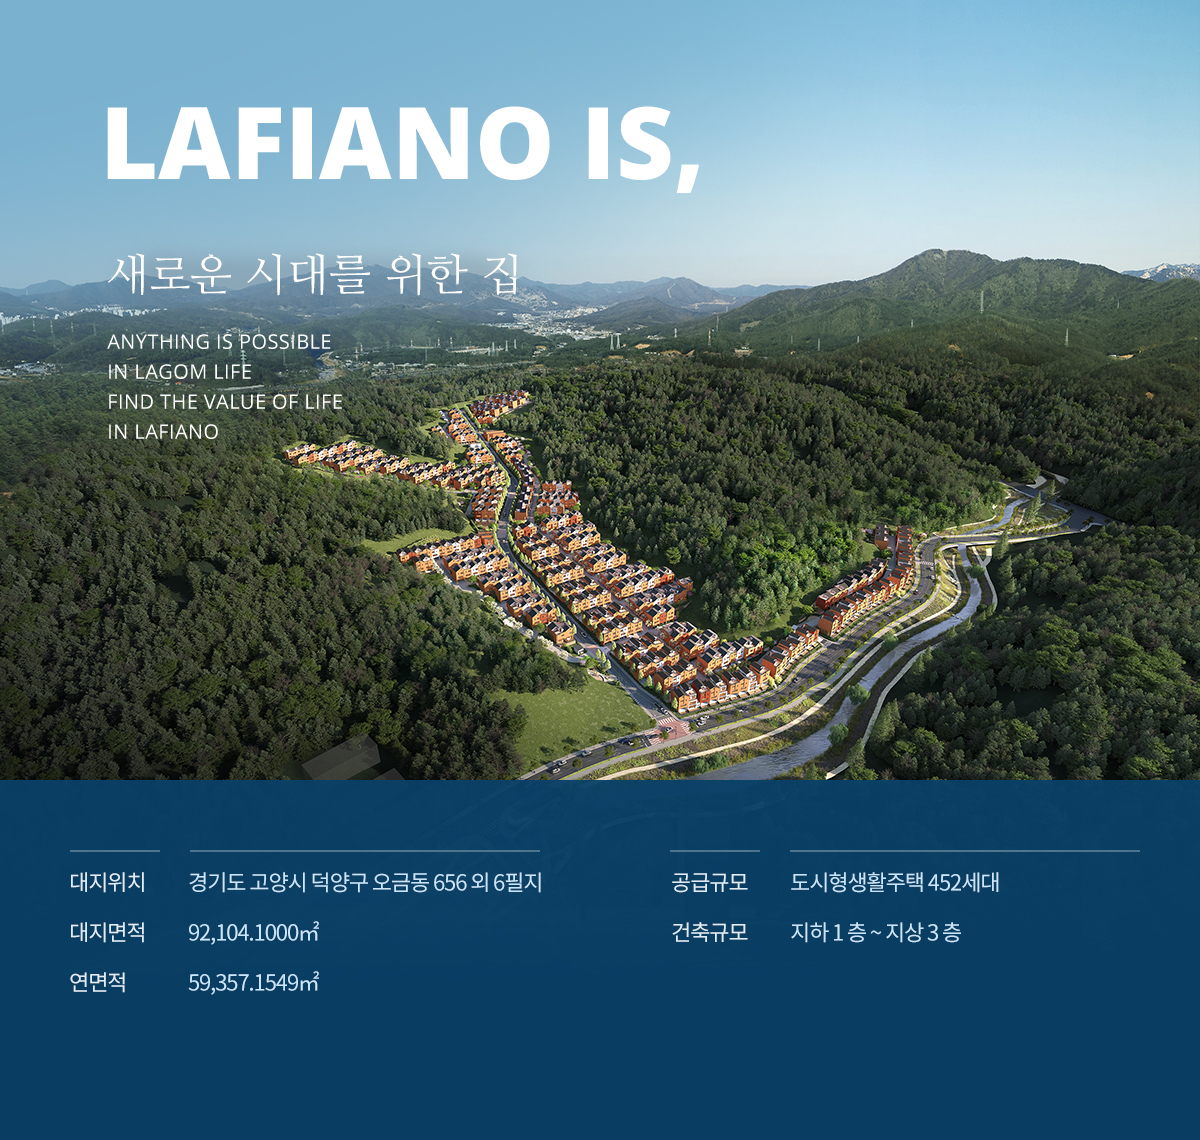 LAFIANO IS,
새로운 시대를 위한 집
ANYTHING IS POSSIBLE
IN LAGOM LIFE
FIND THE VALUE OF LIFE
IN LAFIANO
대지위치 경기도 고양시 덕양구 오금동 656 외 6필지
대지면적 92,104.1000㎡
연면적 59,357.1549㎡
공급규모 도시형생활주택 452세대
건축규모 지하 1 층 ~ 지상 3 층